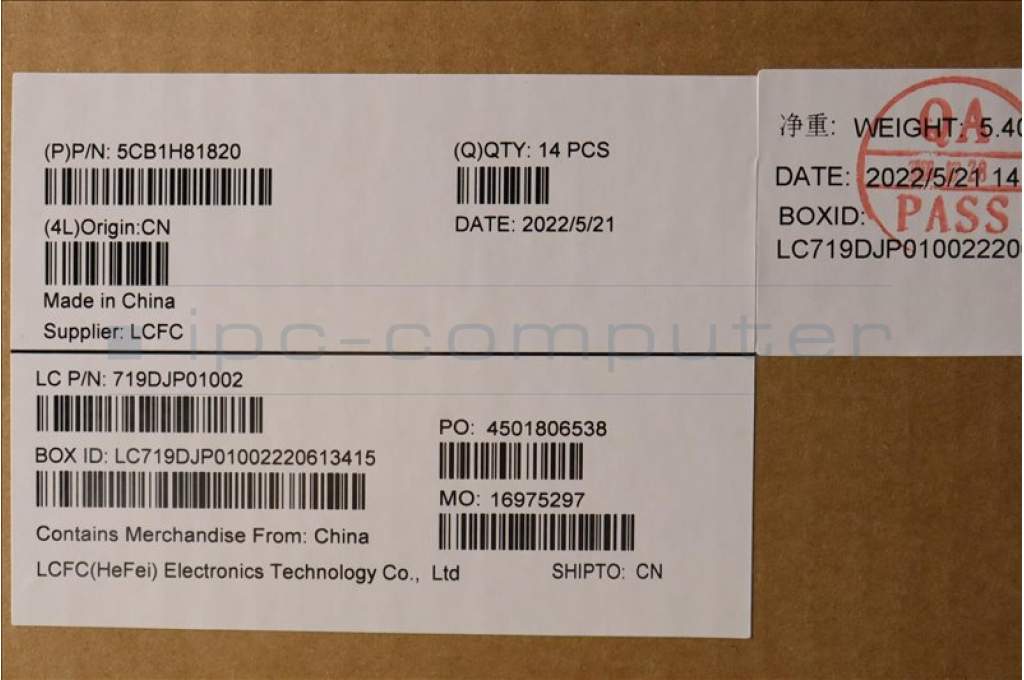 (P)P/N: 5CB1H81820
(Q)QTY: 14 PCS
(4L)Origin:CN
DATE: 2022/5/21
Made in China
Supplier: LCFC
净重: WEIGHT: 5.40
DATE: 2022/5/21 14
BOXID:
LC719DJP01002220
QA
PASS
ipc-computer
LC P/N: 719DJP01002
PO: 4501806538
BOX ID: LC719DJP01002220613415
MO: 16975297
Contains Merchandise From: China
LCFC(HeFei) Electronics Technology Co., Ltd
SHIPTO: CN